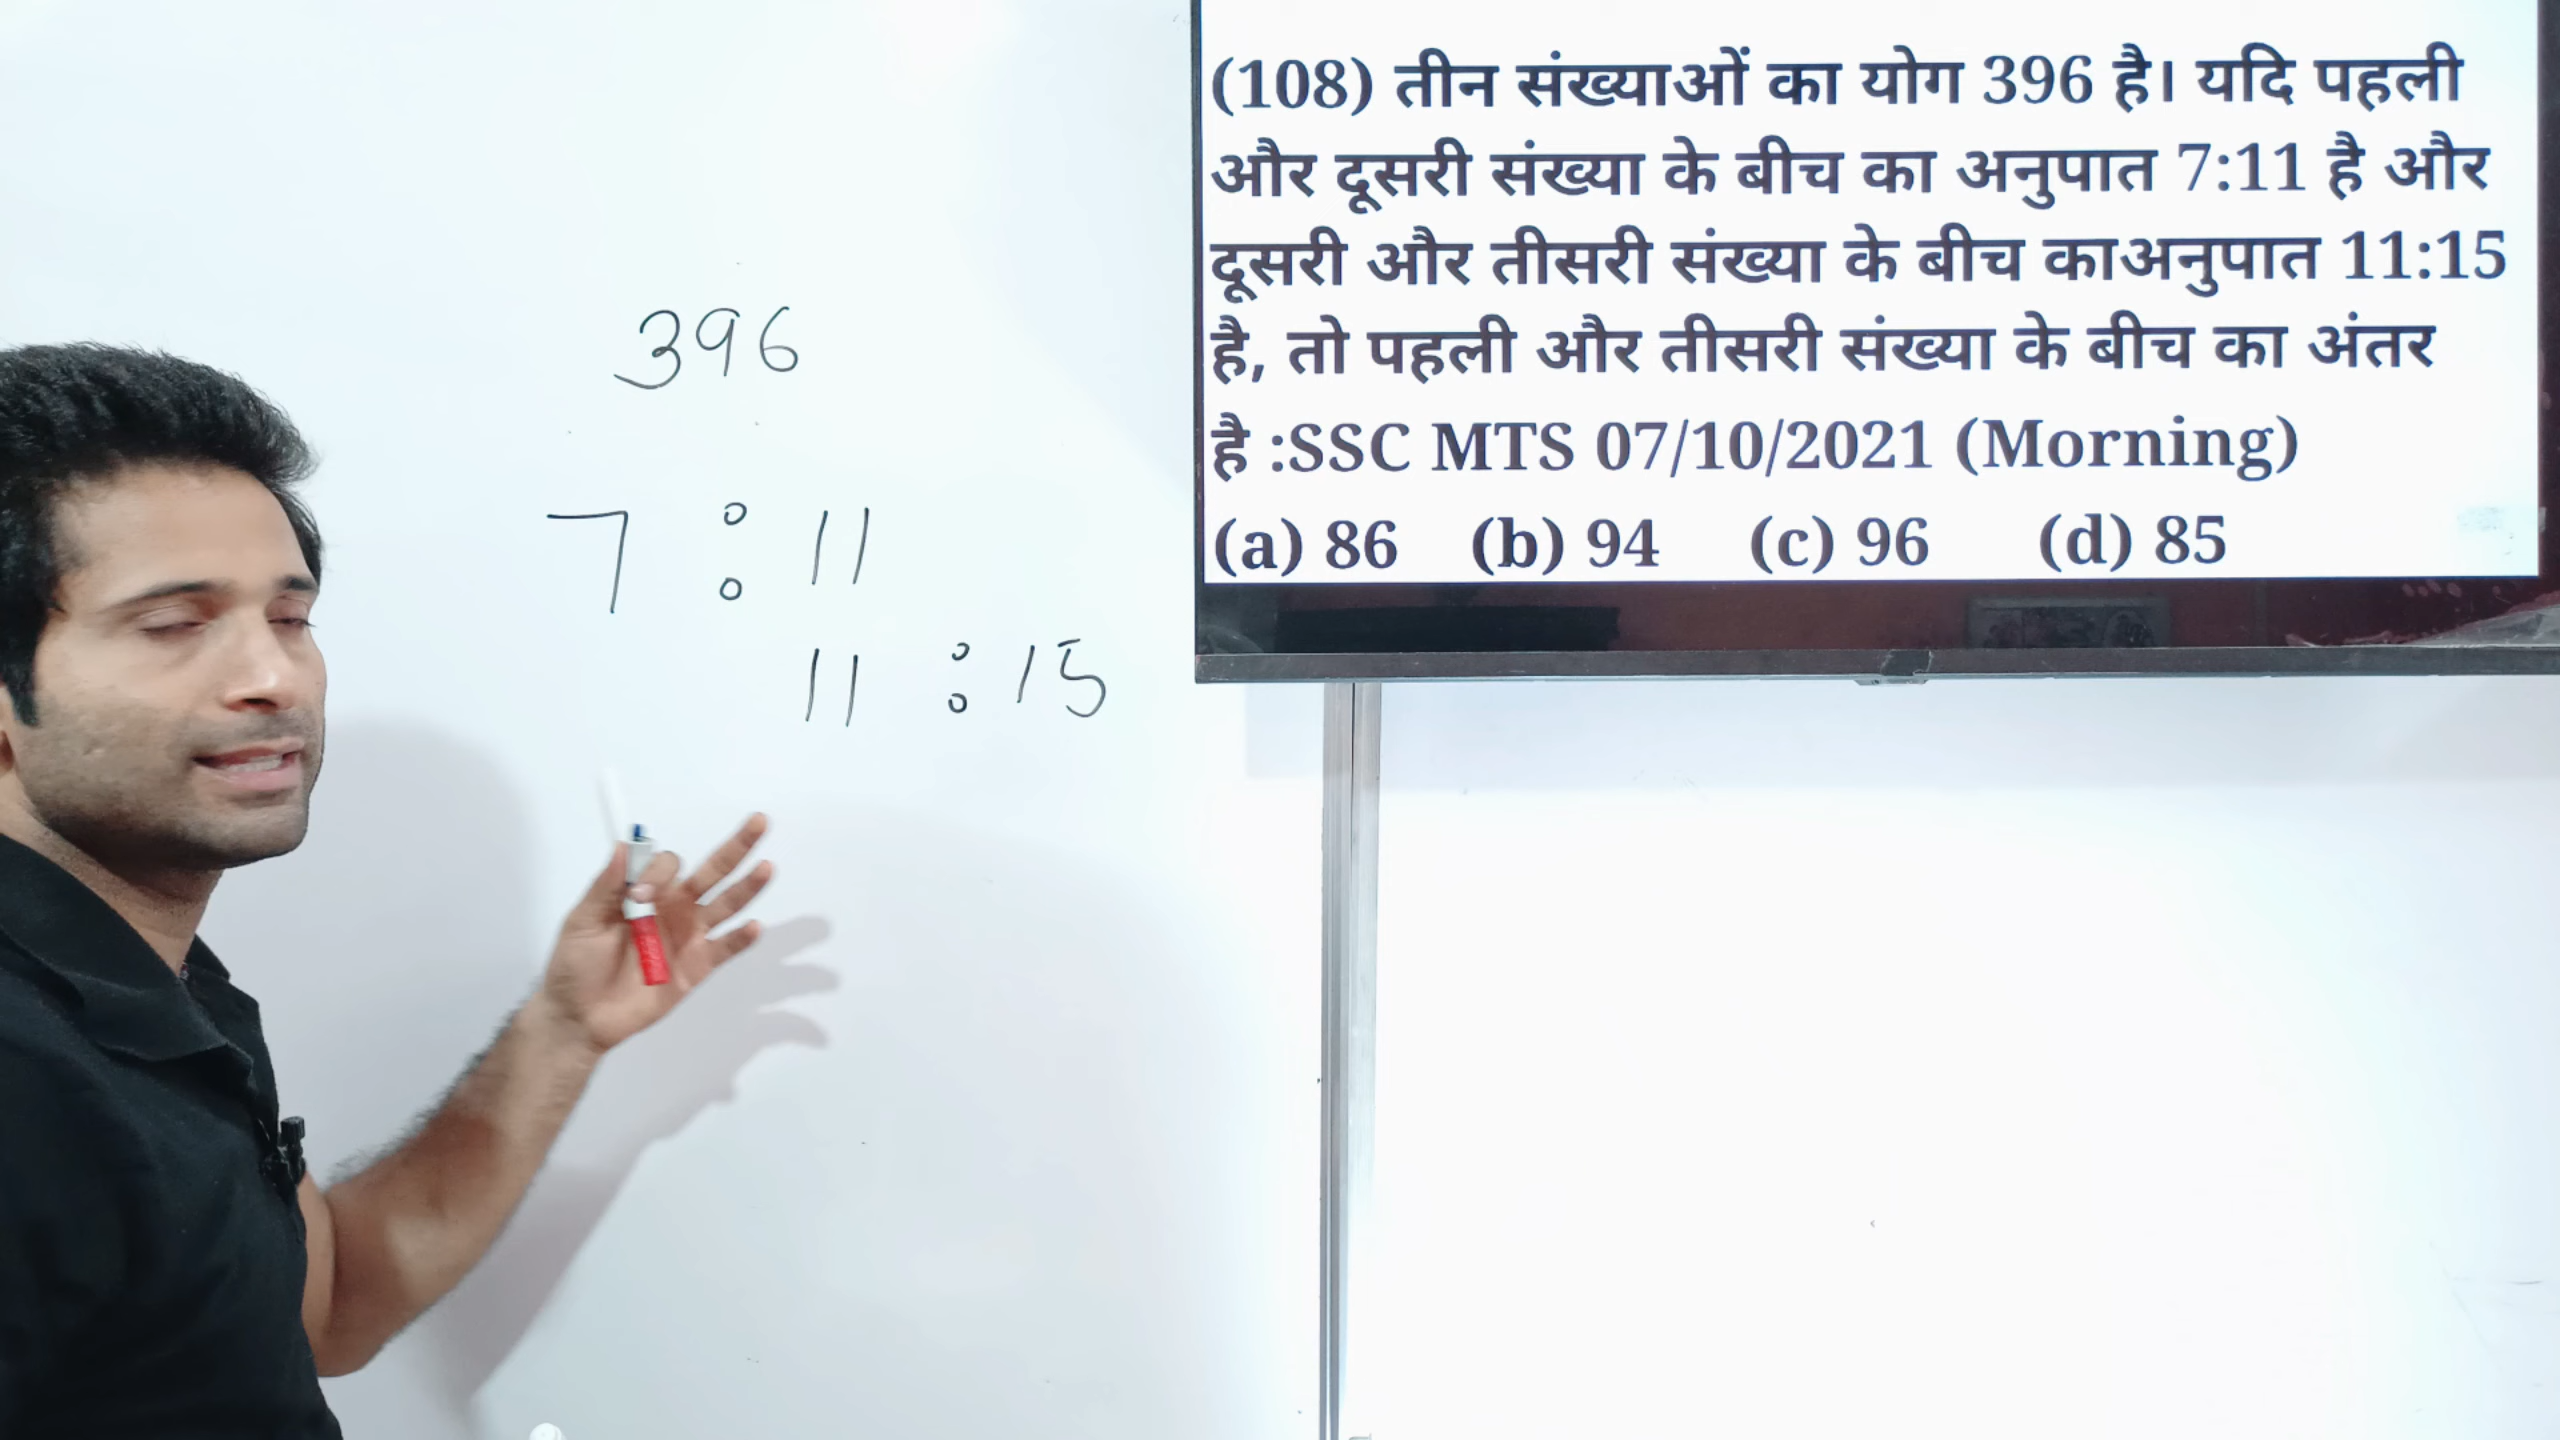 396
7 : 11
11 : 15
(108) तीन संख्याओं का योग 396 है। यदि पहली
और दूसरी संख्या के बीच का अनुपात 7:11 है और
दूसरी और तीसरी संख्या के बीच काअनुपात 11:15
है, तो पहली और तीसरी संख्या के बीच का अंतर
है :SSC MTS 07/10/2021 (Morning)
(a) 86 (b) 94 (c) 96 (d) 85